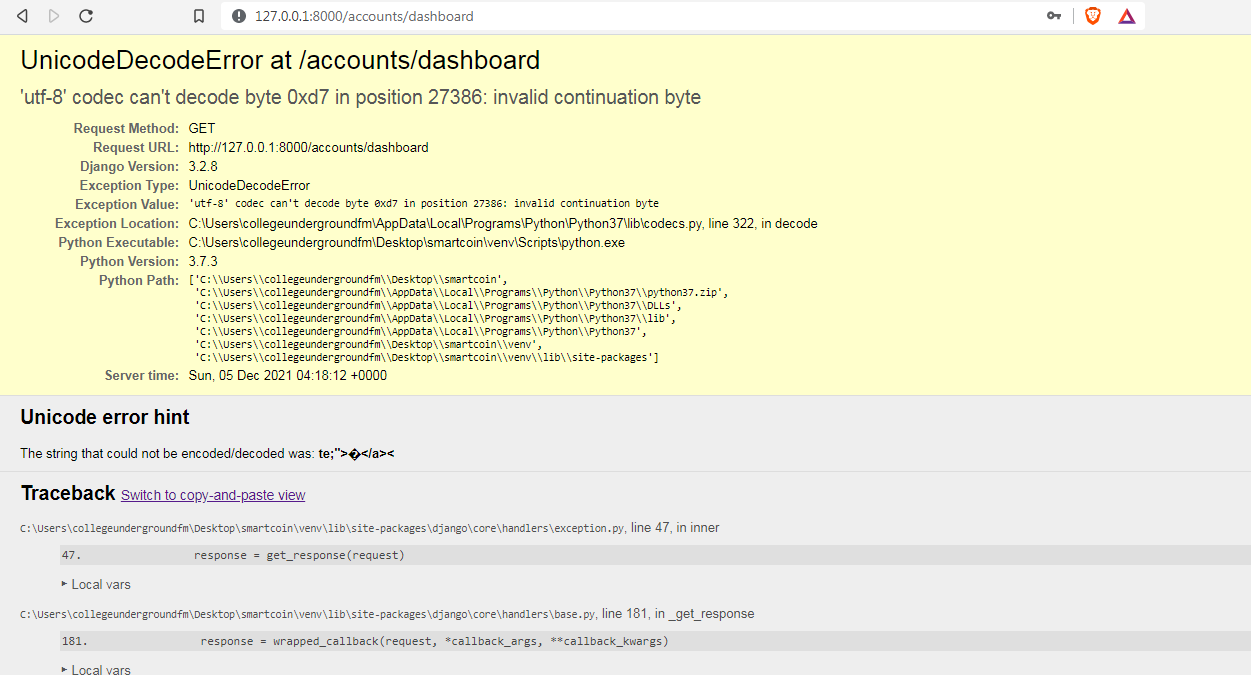 127.0.0.1:8000/accounts/dashboard
UnicodeDecodeError at /accounts/dashboard
'utf-8' codec can't decode byte 0xd7 in position 27386: invalid continuation byte
Request Method: GET
Request URL: http://127.0.0.1:8000/accounts/dashboard
Django Version: 3.2.8
Exception Type: UnicodeDecodeError
Exception Value: 'utf-8' codec can't decode byte 0xd7 in position 27386: invalid continuation byte
Exception Location: C:\Users\collegeundergroundfm\AppData\Local\Programs\Python\Python37\lib\codecs.py, line 322, in decode
Python Executable: C:\Users\collegeundergroundfm\Desktop\smartcoin\venv\Scripts\python.exe
Python Version: 3.7.3
Python Path: ['C:\\Users\\collegeundergroundfm\\Desktop\\smartcoin',
'C:\\Users\\collegeundergroundfm\\AppData\\Local\\Programs\\Python\\Python37\\python37.zip',
'C:\\Users\\collegeundergroundfm\\AppData\\Local\\Programs\\Python\\Python37\\DLLs',
'C:\\Users\\collegeundergroundfm\\AppData\\Local\\Programs\\Python\\Python37\\lib',
'C:\\Users\\collegeundergroundfm\\AppData\\Local\\Programs\\Python\\Python37',
'C:\\Users\\collegeundergroundfm\\Desktop\\smartcoin\\venv',
'C:\\Users\\collegeundergroundfm\\Desktop\\smartcoin\\venv\\lib\\site-packages']
Server time: Sun, 05 Dec 2021 04:18:12 +0000
Unicode error hint
The string that could not be encoded/decoded was: te;">�</a><
Traceback Switch to copy-and-paste view
C:\Users\collegeundergroundfm\Desktop\smartcoin\venv\lib\site-packages\django\core\handlers\exception.py, line 47, in inner
47. response = get_response(request)
▸ Local vars
C:\Users\collegeundergroundfm\Desktop\smartcoin\venv\lib\site-packages\django\core\handlers\base.py, line 181, in _get_response
181. response = wrapped_callback(request, *callback_args, **callback_kwargs)
▸ Local vars